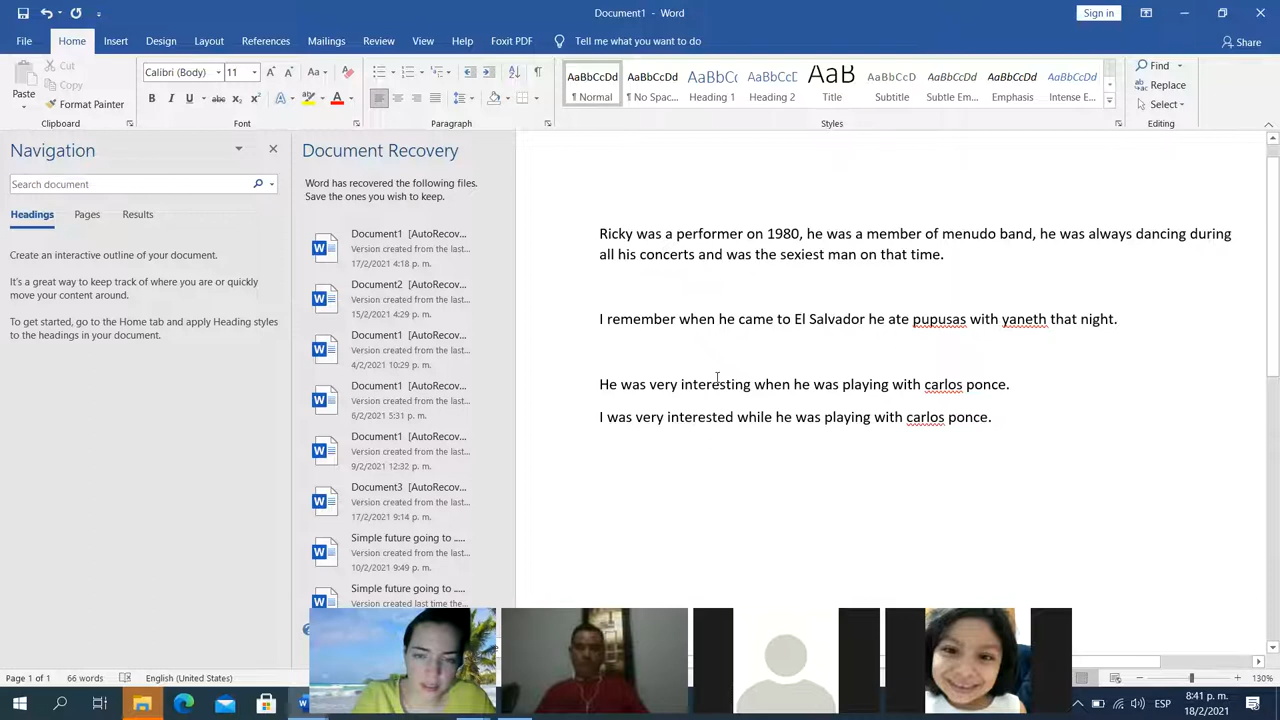 Document1 - Word
Sign in
File Home Insert Design Layout References Mailings Review View Help Foxit PDF Tell me what you want to do Share
Cut
Copy
Format Painter
Paste
Calibri (Body) 11
B I U abc X₂ X² A
AaBbCcDd AaBbCcDd AaBbCc AaBbCcD AaB AaBbCcD AaBbCcDd AaBbCcDd AaBbCcDd
¶ Normal ¶ No Spac... Heading 1 Heading 2 Title Subtitle Subtle Em... Emphasis Intense E...
Find
Replace
Select
Clipboard Font Paragraph Styles Editing
Navigation
Search document
Headings Pages Results
Create an interactive outline of your document.
It's a great way to keep track of where you are or quickly
move your content around.
To get started, go to the Home tab and apply Heading styles
to the headings in your document.
Document Recovery
Word has recovered the following files.
Save the ones you wish to keep.
Document1 [AutoRecov...
Version created from the last...
17/2/2021 4:18 p. m.
Document2 [AutoRecov...
Version created from the last...
15/2/2021 4:29 p. m.
Document1 [AutoRecov...
Version created from the last...
4/2/2021 10:29 p. m.
Document1 [AutoRecov...
Version created from the last...
6/2/2021 5:31 p. m.
Document1 [AutoRecov...
Version created from the last...
9/2/2021 12:32 p. m.
Document3 [AutoRecov...
Version created from the last...
17/2/2021 9:14 p. m.
Simple future going to .....
Version created from the last...
10/2/2021 9:49 p. m.
Simple future going to .....
Version created last time the...
Ricky was a performer on 1980, he was a member of menudo band, he was always dancing during
all his concerts and was the sexiest man on that time.
I remember when he came to El Salvador he ate pupusas with yaneth that night.
He was very interesting when he was playing with carlos ponce.
I was very interested while he was playing with carlos ponce.
Page 1 of 1 66 words English (United States) 130%
ESP
8:41 p. m.
18/2/2021